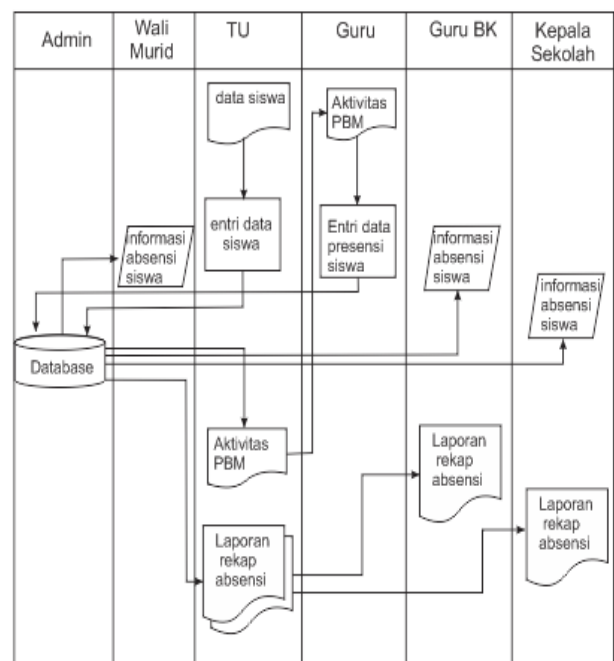 Admin
Wali
Murid
TU
Guru
Guru BK
Kepala
Sekolah
data siswa
Aktivitas
PBM
entri data
siswa
Entri data
presensi
siswa
informasi
absensi
siswa
informasi
absensi
siswa
informasi
absensi
siswa
Database
Aktivitas
PBM
Laporan
rekap
absensi
Laporan
rekap
absensi
Laporan
rekap
absensi